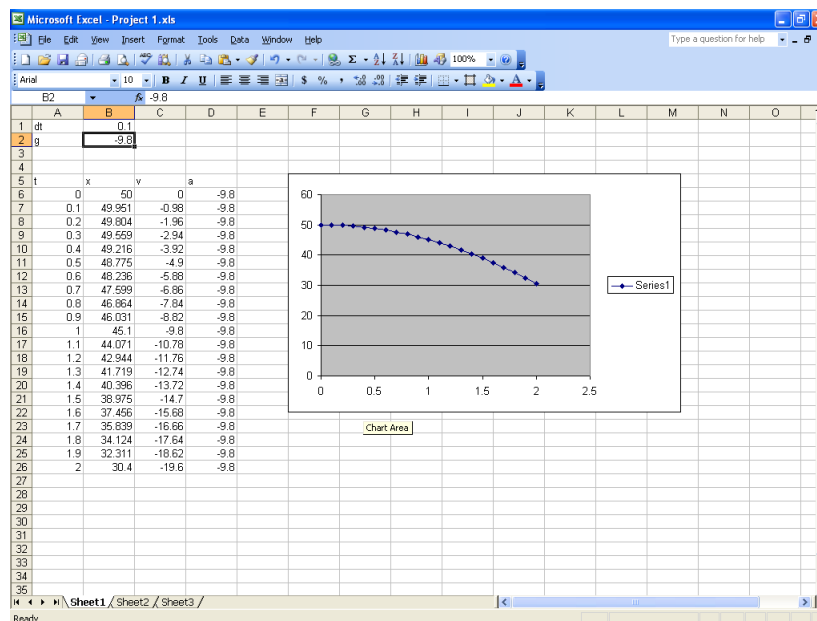 Microsoft Excel - Project 1.xls
File Edit View Insert Format Tools Data Window Help Type a question for help
100%
Arial 10 B I U $ % ,
B2 fx -9.8
A B C D E F G H I J K L M N O
1 dt 0.1
2 g -9.8
3
4
5 t x v a
6 0 50 0 -9.8
7 0.1 49.951 -0.98 -9.8
8 0.2 49.804 -1.96 -9.8
9 0.3 49.559 -2.94 -9.8
10 0.4 49.216 -3.92 -9.8
11 0.5 48.775 -4.9 -9.8
12 0.6 48.236 -5.88 -9.8
13 0.7 47.599 -6.86 -9.8
14 0.8 46.864 -7.84 -9.8
15 0.9 46.031 -8.82 -9.8
16 1 45.1 -9.8 -9.8
17 1.1 44.071 -10.78 -9.8
18 1.2 42.944 -11.76 -9.8
19 1.3 41.719 -12.74 -9.8
20 1.4 40.396 -13.72 -9.8
21 1.5 38.975 -14.7 -9.8
22 1.6 37.456 -15.68 -9.8
23 1.7 35.839 -16.66 -9.8
24 1.8 34.124 -17.64 -9.8
25 1.9 32.311 -18.62 -9.8
26 2 30.4 -19.6 -9.8
27
28
29
30
31
32
33
34
35
60
50
40
30
20
10
0
0 0.5 1 1.5 2 2.5
Series1
Chart Area
Sheet1 Sheet2 Sheet3
Ready